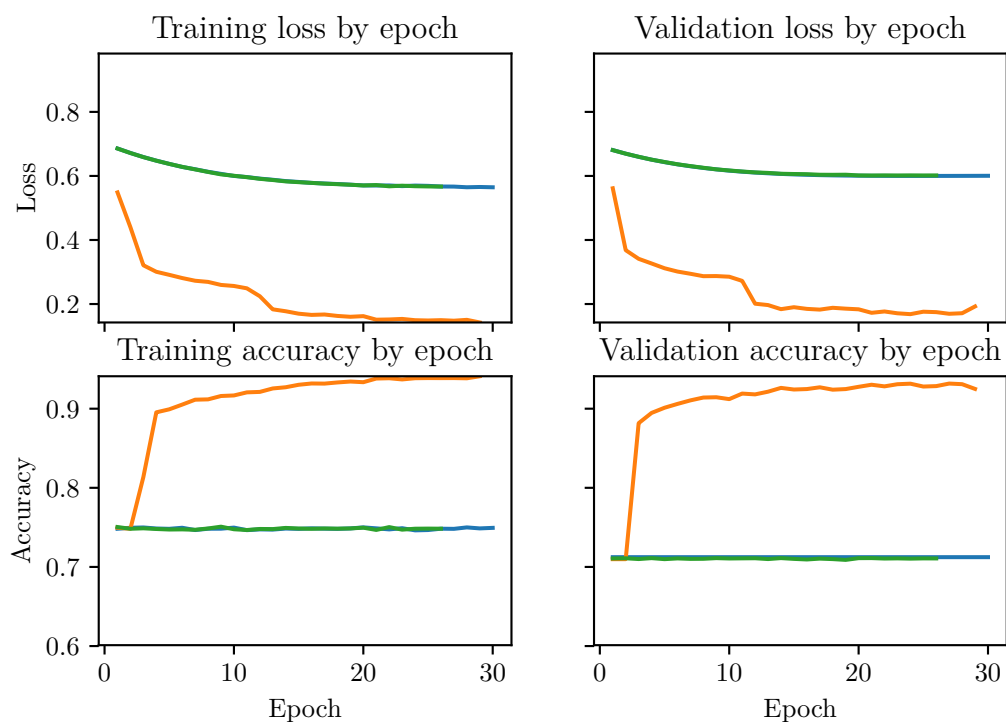 Training loss by epoch
Validation loss by epoch
Loss
0.8
0.6
0.4
0.2
Training accuracy by epoch
Validation accuracy by epoch
Accuracy
0.9
0.8
0.7
0.6
0 10 20 30
0 10 20 30
Epoch
Epoch